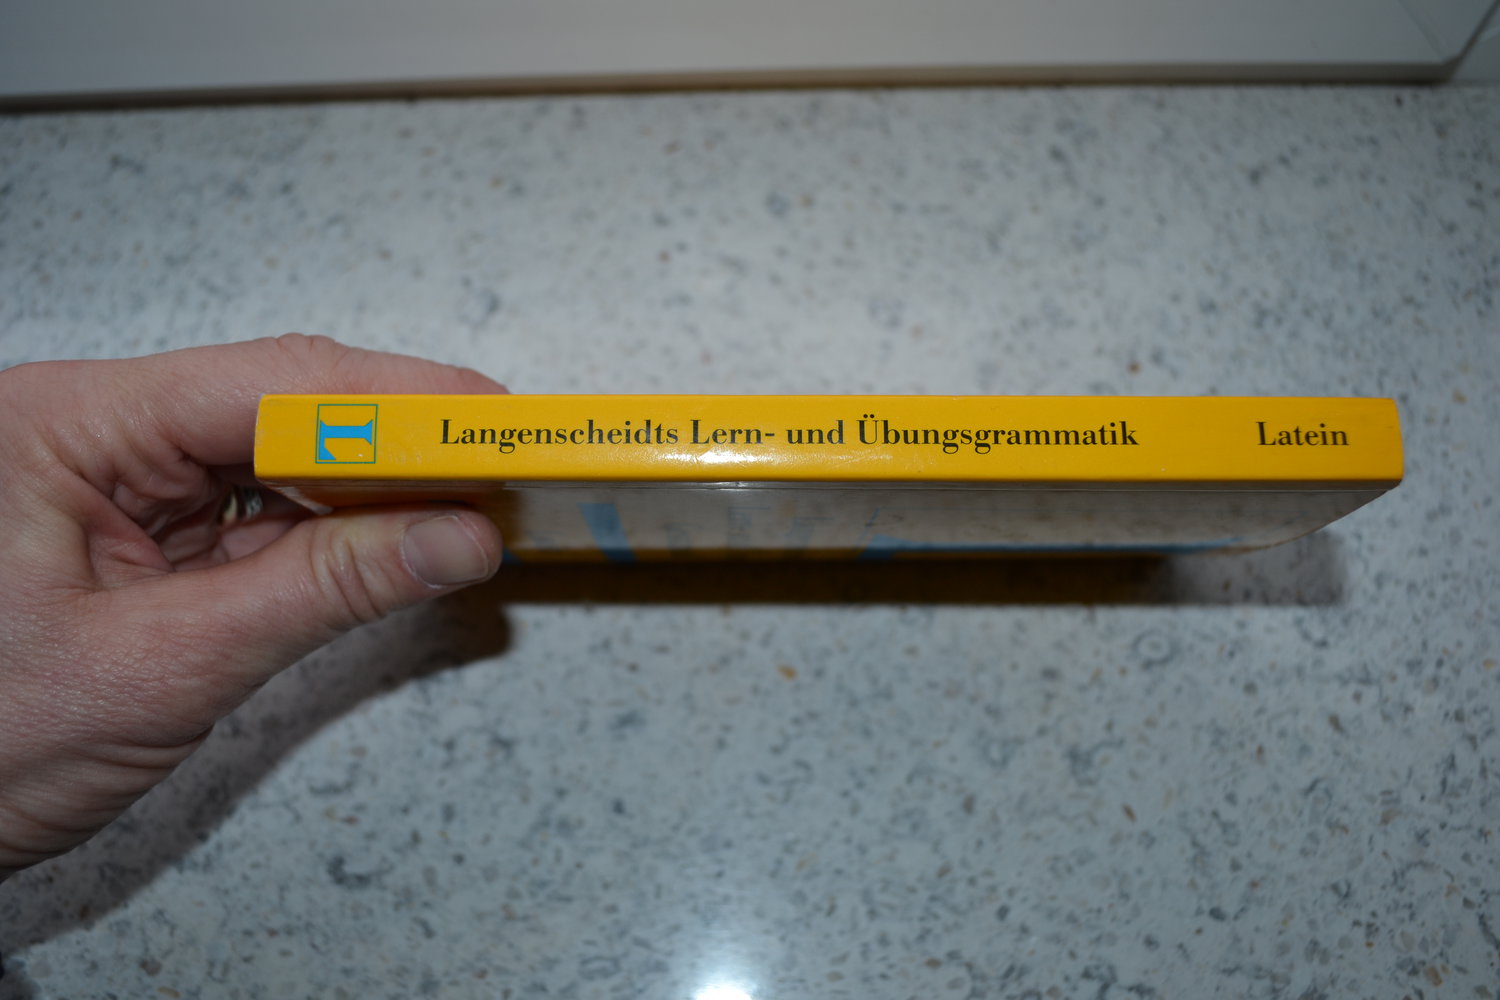 L
Langenscheidts Lern- und Übungsgrammatik Latein